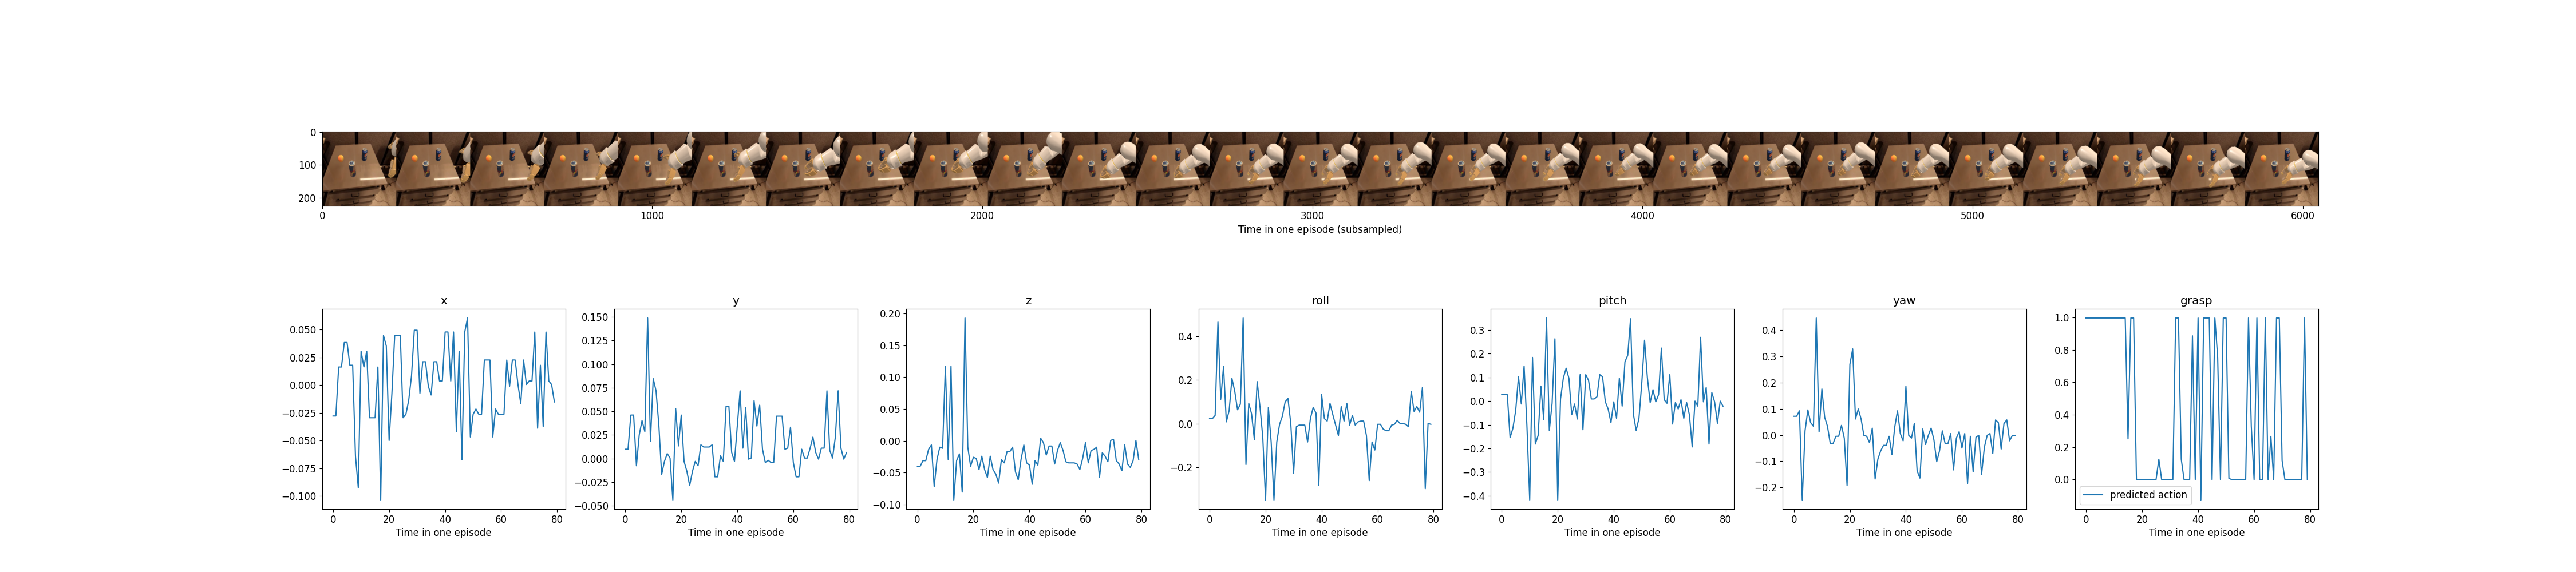 0
100
200
0 1000 2000 3000 4000 5000 6000
Time in one episode (subsampled)
x
0.050
0.025
0.000
−0.025
−0.050
−0.075
−0.100
0 20 40 60 80
Time in one episode
y
0.150
0.125
0.100
0.075
0.050
0.025
0.000
−0.025
−0.050
0 20 40 60 80
Time in one episode
z
0.20
0.15
0.10
0.05
0.00
−0.05
−0.10
0 20 40 60 80
Time in one episode
roll
0.4
0.2
0.0
−0.2
0 20 40 60 80
Time in one episode
pitch
0.3
0.2
0.1
0.0
−0.1
−0.2
−0.3
−0.4
0 20 40 60 80
Time in one episode
yaw
0.4
0.3
0.2
0.1
0.0
−0.1
−0.2
0 20 40 60 80
Time in one episode
grasp
1.0
0.8
0.6
0.4
0.2
0.0
predicted action
0 20 40 60 80
Time in one episode